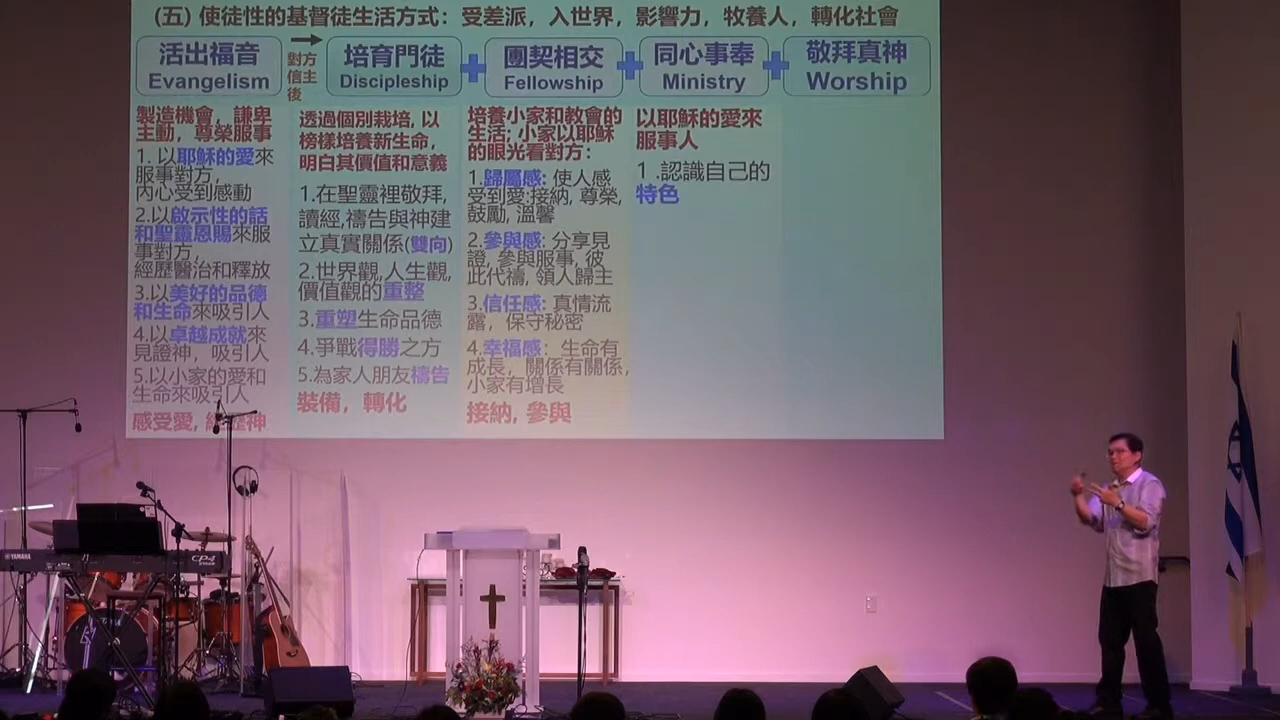 (五) 使徒性的基督徒生活方式：受差派，入世界，影響力，牧養人，轉化社會
活出福音
Evangelism
對方
信主
後
培育門徒
Discipleship
團契相交
Fellowship
同心事奉
Ministry
敬拜真神
Worship
製造機會，謙卑
主動，尊榮服事
1. 以耶穌的愛來
服事對方，
內心受到感動
2.以啟示性的話
和聖靈恩賜來服
事對方，
經歷醫治和釋放
3.以美好的品德
和生命來吸引人
4.以卓越成就來
見證神，吸引人
5.以小家的愛和
生命來吸引人
感受愛, 經歷神
透過個別栽培, 以
榜樣培養新生命，
明白其價值和意義
1.在聖靈裡敬拜,
讀經,禱告與神建
立真實關係(雙向)
2.世界觀,人生觀,
價值觀的重整
3.重塑生命品德
4.爭戰得勝之方
5.為家人朋友禱告
裝備，轉化
培養小家和教會的
生活; 小家以耶穌
的眼光看對方：
1.歸屬感: 使人感
受到愛:接納, 尊榮,
鼓勵, 溫馨
2.參與感: 分享見
證, 參與服事, 彼
此代禱, 領人歸主
3.信任感: 真情流
露，保守秘密
4.幸福感：生命有
成長，關係有關係,
小家有增長
接納, 參與
以耶穌的愛來
服事人
1 .認識自己的
特色
YAMAHA
CP4